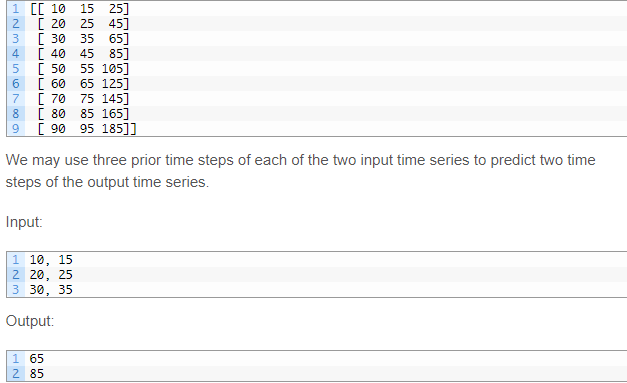 1 [[ 10  15  25]
2  [ 20  25  45]
3  [ 30  35  65]
4  [ 40  45  85]
5  [ 50  55 105]
6  [ 60  65 125]
7  [ 70  75 145]
8  [ 80  85 165]
9  [ 90  95 185]]
We may use three prior time steps of each of the two input time series to predict two time
steps of the output time series.
Input:
1 10, 15
2 20, 25
3 30, 35
Output:
1 65
2 85